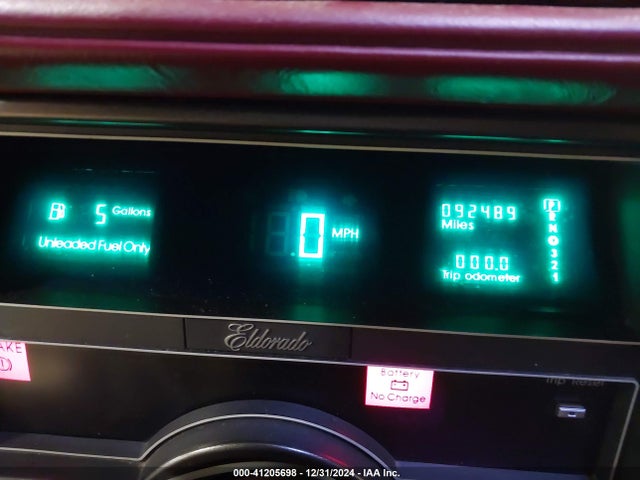 5 Gallons
Unleaded Fuel Only
0 MPH
092489
Miles
000.0
Trip odometer
P
R
N
O
3
2
1
Eldorado
AKE
Battery
No Charge
Trip Reset
000-41205698 - 12/31/2024 - IAA Inc.